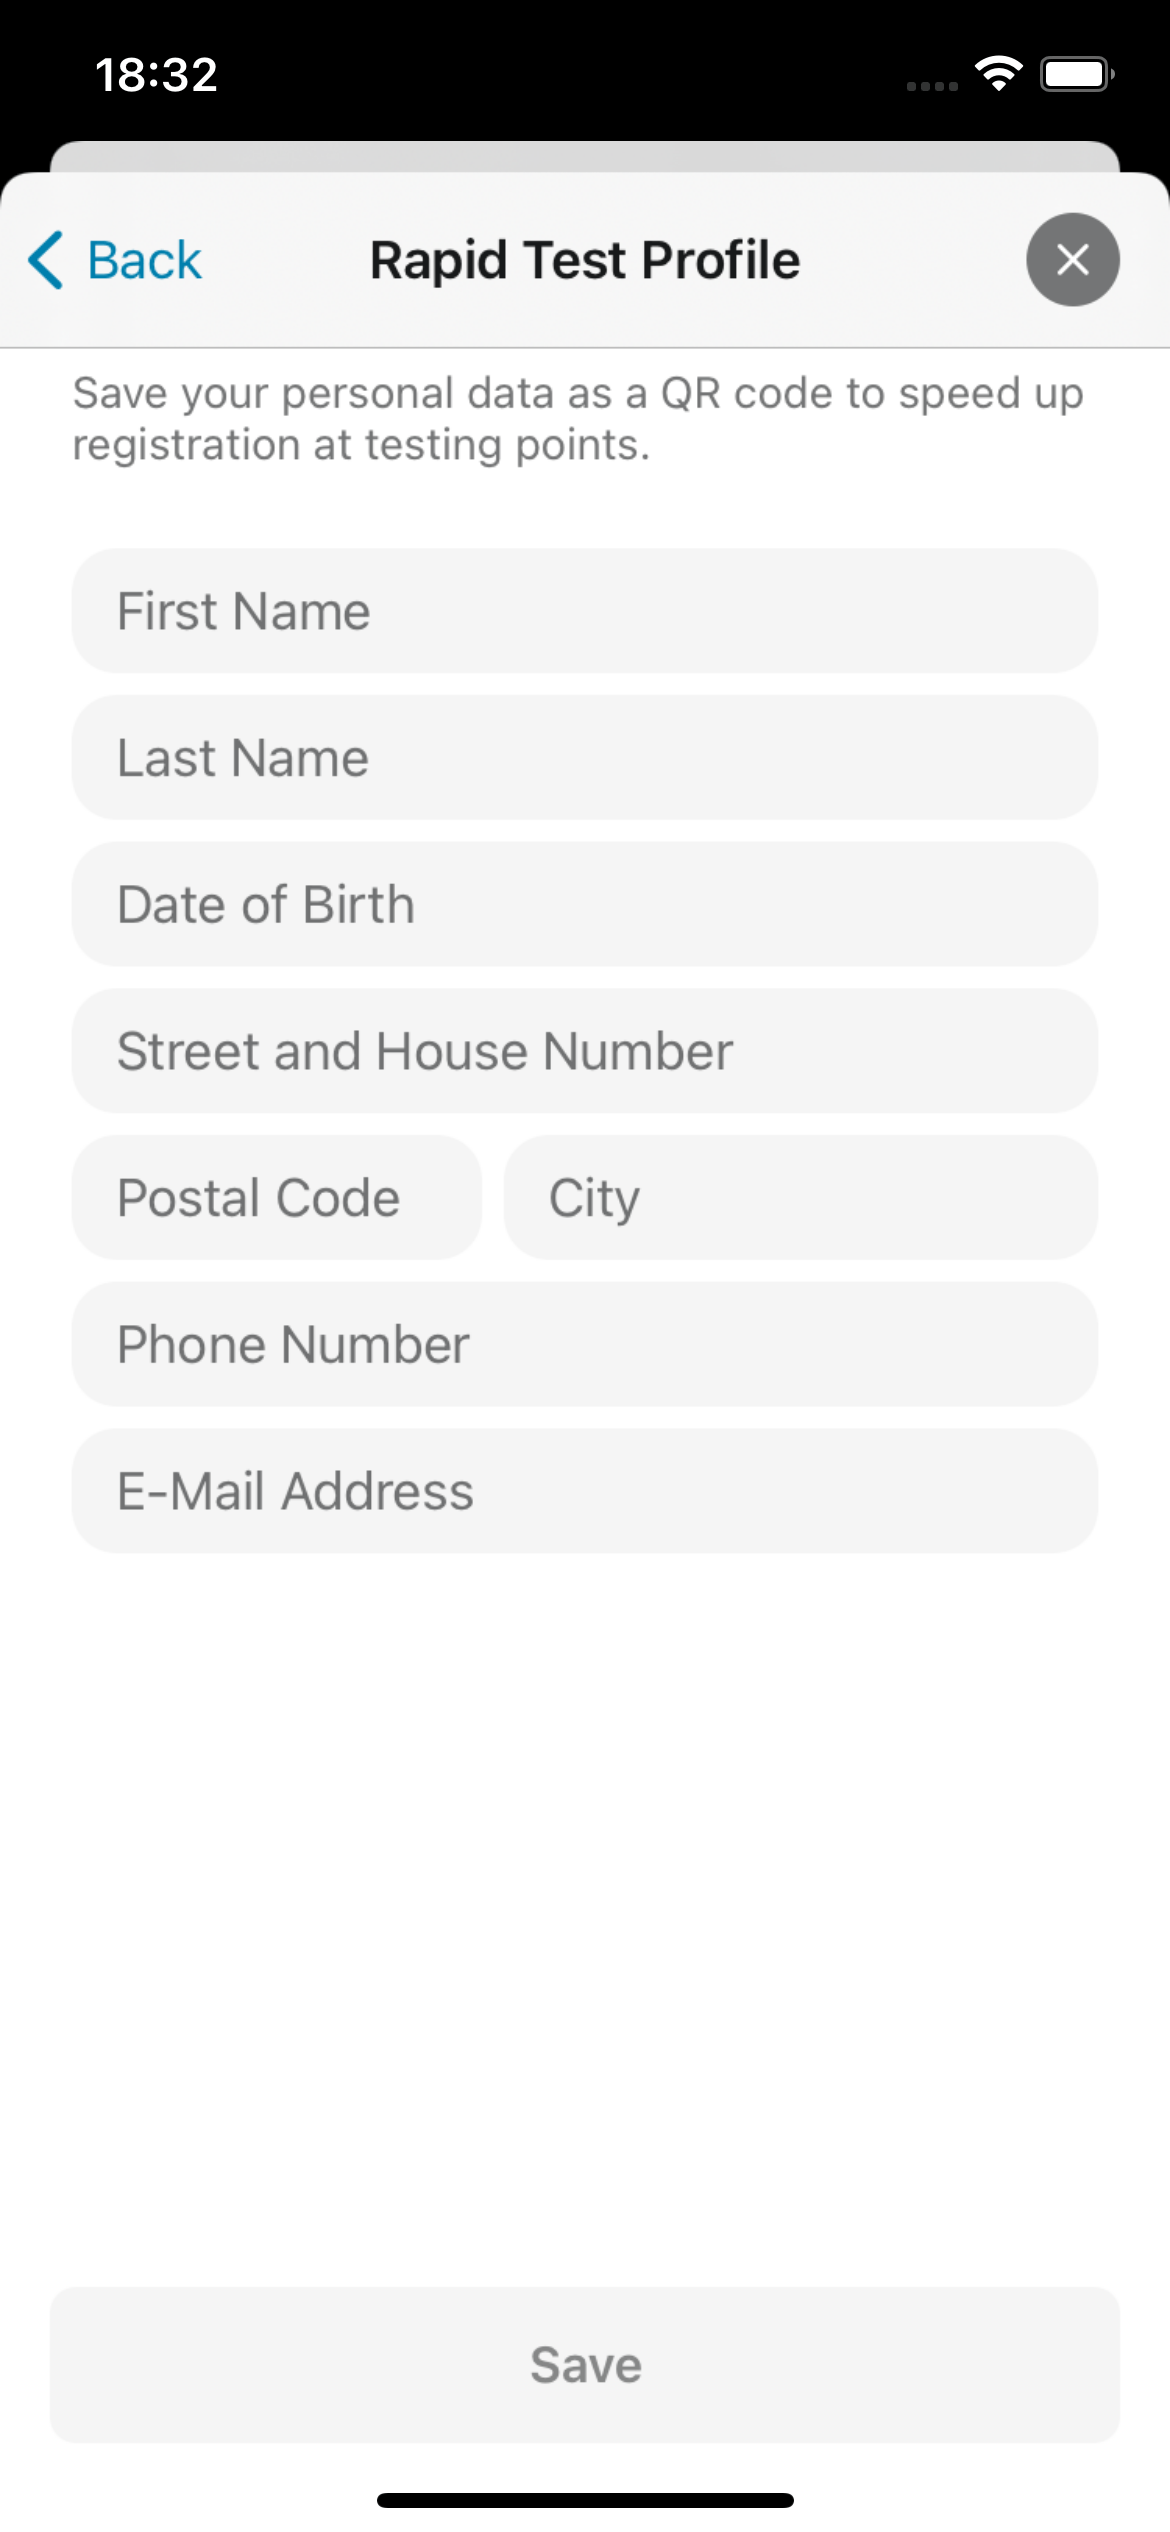 18:32
Back
Rapid Test Profile
Save your personal data as a QR code to speed up
registration at testing points.
First Name
Last Name
Date of Birth
Street and House Number
Postal Code
City
Phone Number
E-Mail Address
Save